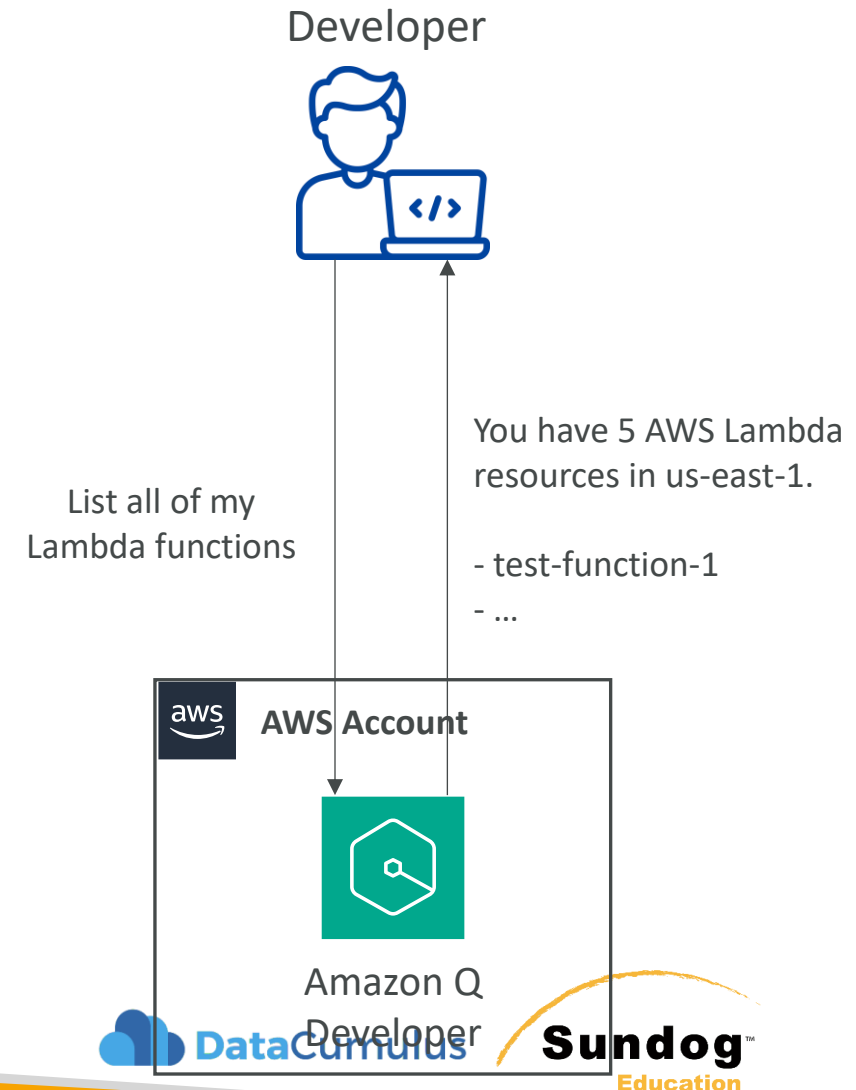 Developer
</>
List all of my
Lambda functions
You have 5 AWS Lambda
resources in us-east-1.
- test-function-1
- …
aws
AWS Account
Amazon Q
Developer
DataCumulus
Sundog™
Education